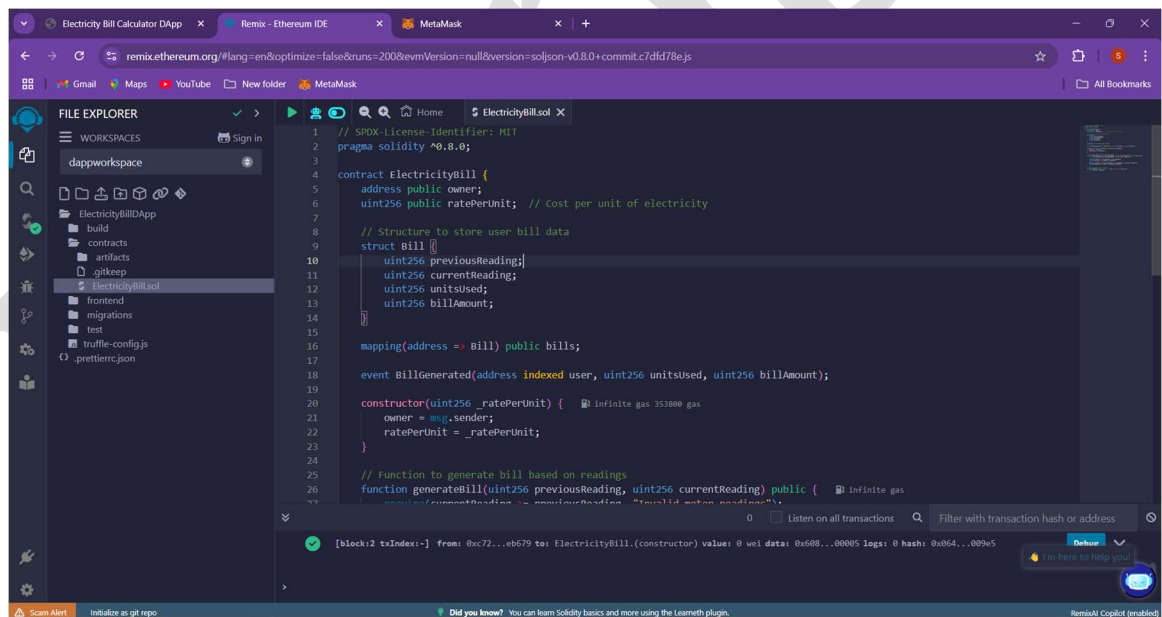 Electricity Bill Calculator DApp
Remix - Ethereum IDE
MetaMask
remix.ethereum.org/#lang=en&optimize=false&runs=200&evmVersion=null&version=soljson-v0.8.0+commit.c7dfd78e.js
S
Gmail
Maps
YouTube
New folder
MetaMask
All Bookmarks
FILE EXPLORER
WORKSPACES
Sign in
dappworkspace
ElectricityBillDApp
build
contracts
artifacts
.gitkeep
ElectricityBill.sol
frontend
migrations
test
truffle-config.js
.prettierrc.json
Home
ElectricityBill.sol
1 // SPDX-License-Identifier: MIT
2 pragma solidity ^0.8.0;
3
4 contract ElectricityBill {
5 address public owner;
6 uint256 public ratePerUnit; // Cost per unit of electricity
7
8 // Structure to store user bill data
9 struct Bill {
10 uint256 previousReading;
11 uint256 currentReading;
12 uint256 unitsUsed;
13 uint256 billAmount;
14 }
15
16 mapping(address => Bill) public bills;
17
18 event BillGenerated(address indexed user, uint256 unitsUsed, uint256 billAmount);
19
20 constructor(uint256 _ratePerUnit) { infinite gas 353800 gas
21 owner = msg.sender;
22 ratePerUnit = _ratePerUnit;
23 }
24
25 // Function to generate bill based on readings
26 function generateBill(uint256 previousReading, uint256 currentReading) public { infinite gas
27 require(currentReading >= previousReading, "Invalid meter readings");
0
Listen on all transactions
Filter with transaction hash or address
[block:2 txIndex:-] from: 0xc72...eb679 to: ElectricityBill.(constructor) value: 0 wei data: 0x608...00005 logs: 0 hash: 0x064...009e5
Debug
I'm here to help you!
>
Scam Alert
Initialize as git repo
Did you know? You can learn Solidity basics and more using the Learneth plugin.
RemixAI Copilot (enabled)